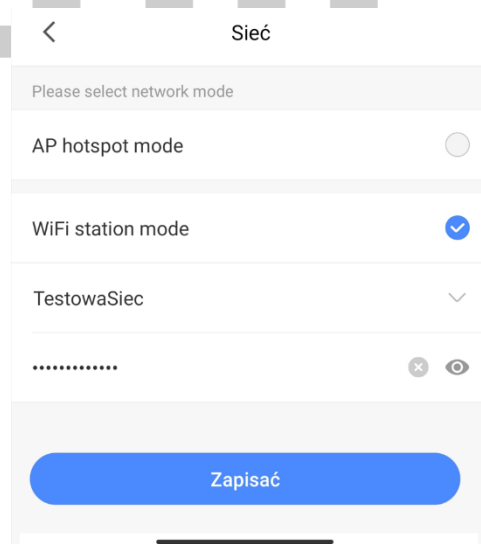 Sieć
Please select network mode
AP hotspot mode
WiFi station mode
TestowaSiec
•••••••••••••
Zapisać